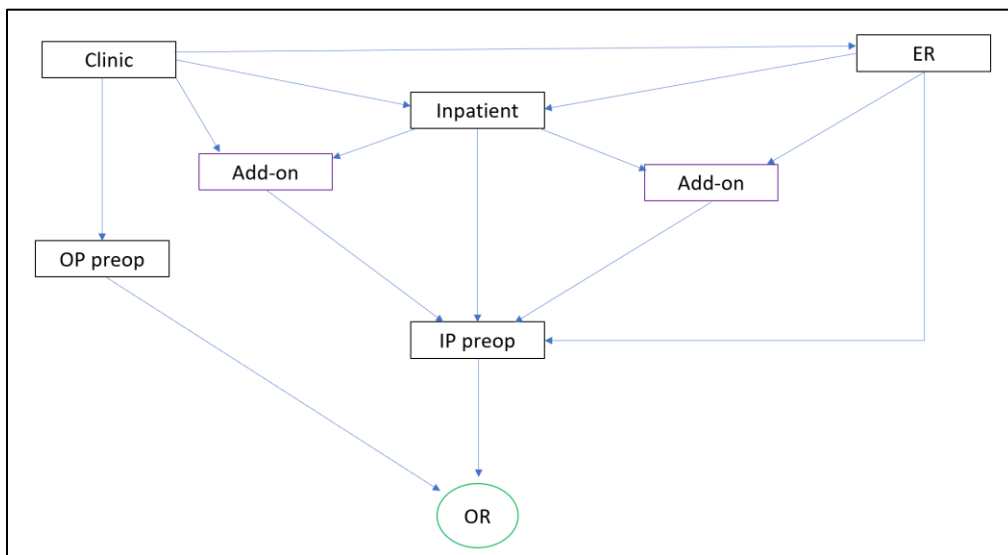 Clinic
ER
Inpatient
Add-on
Add-on
OP preop
IP preop
OR